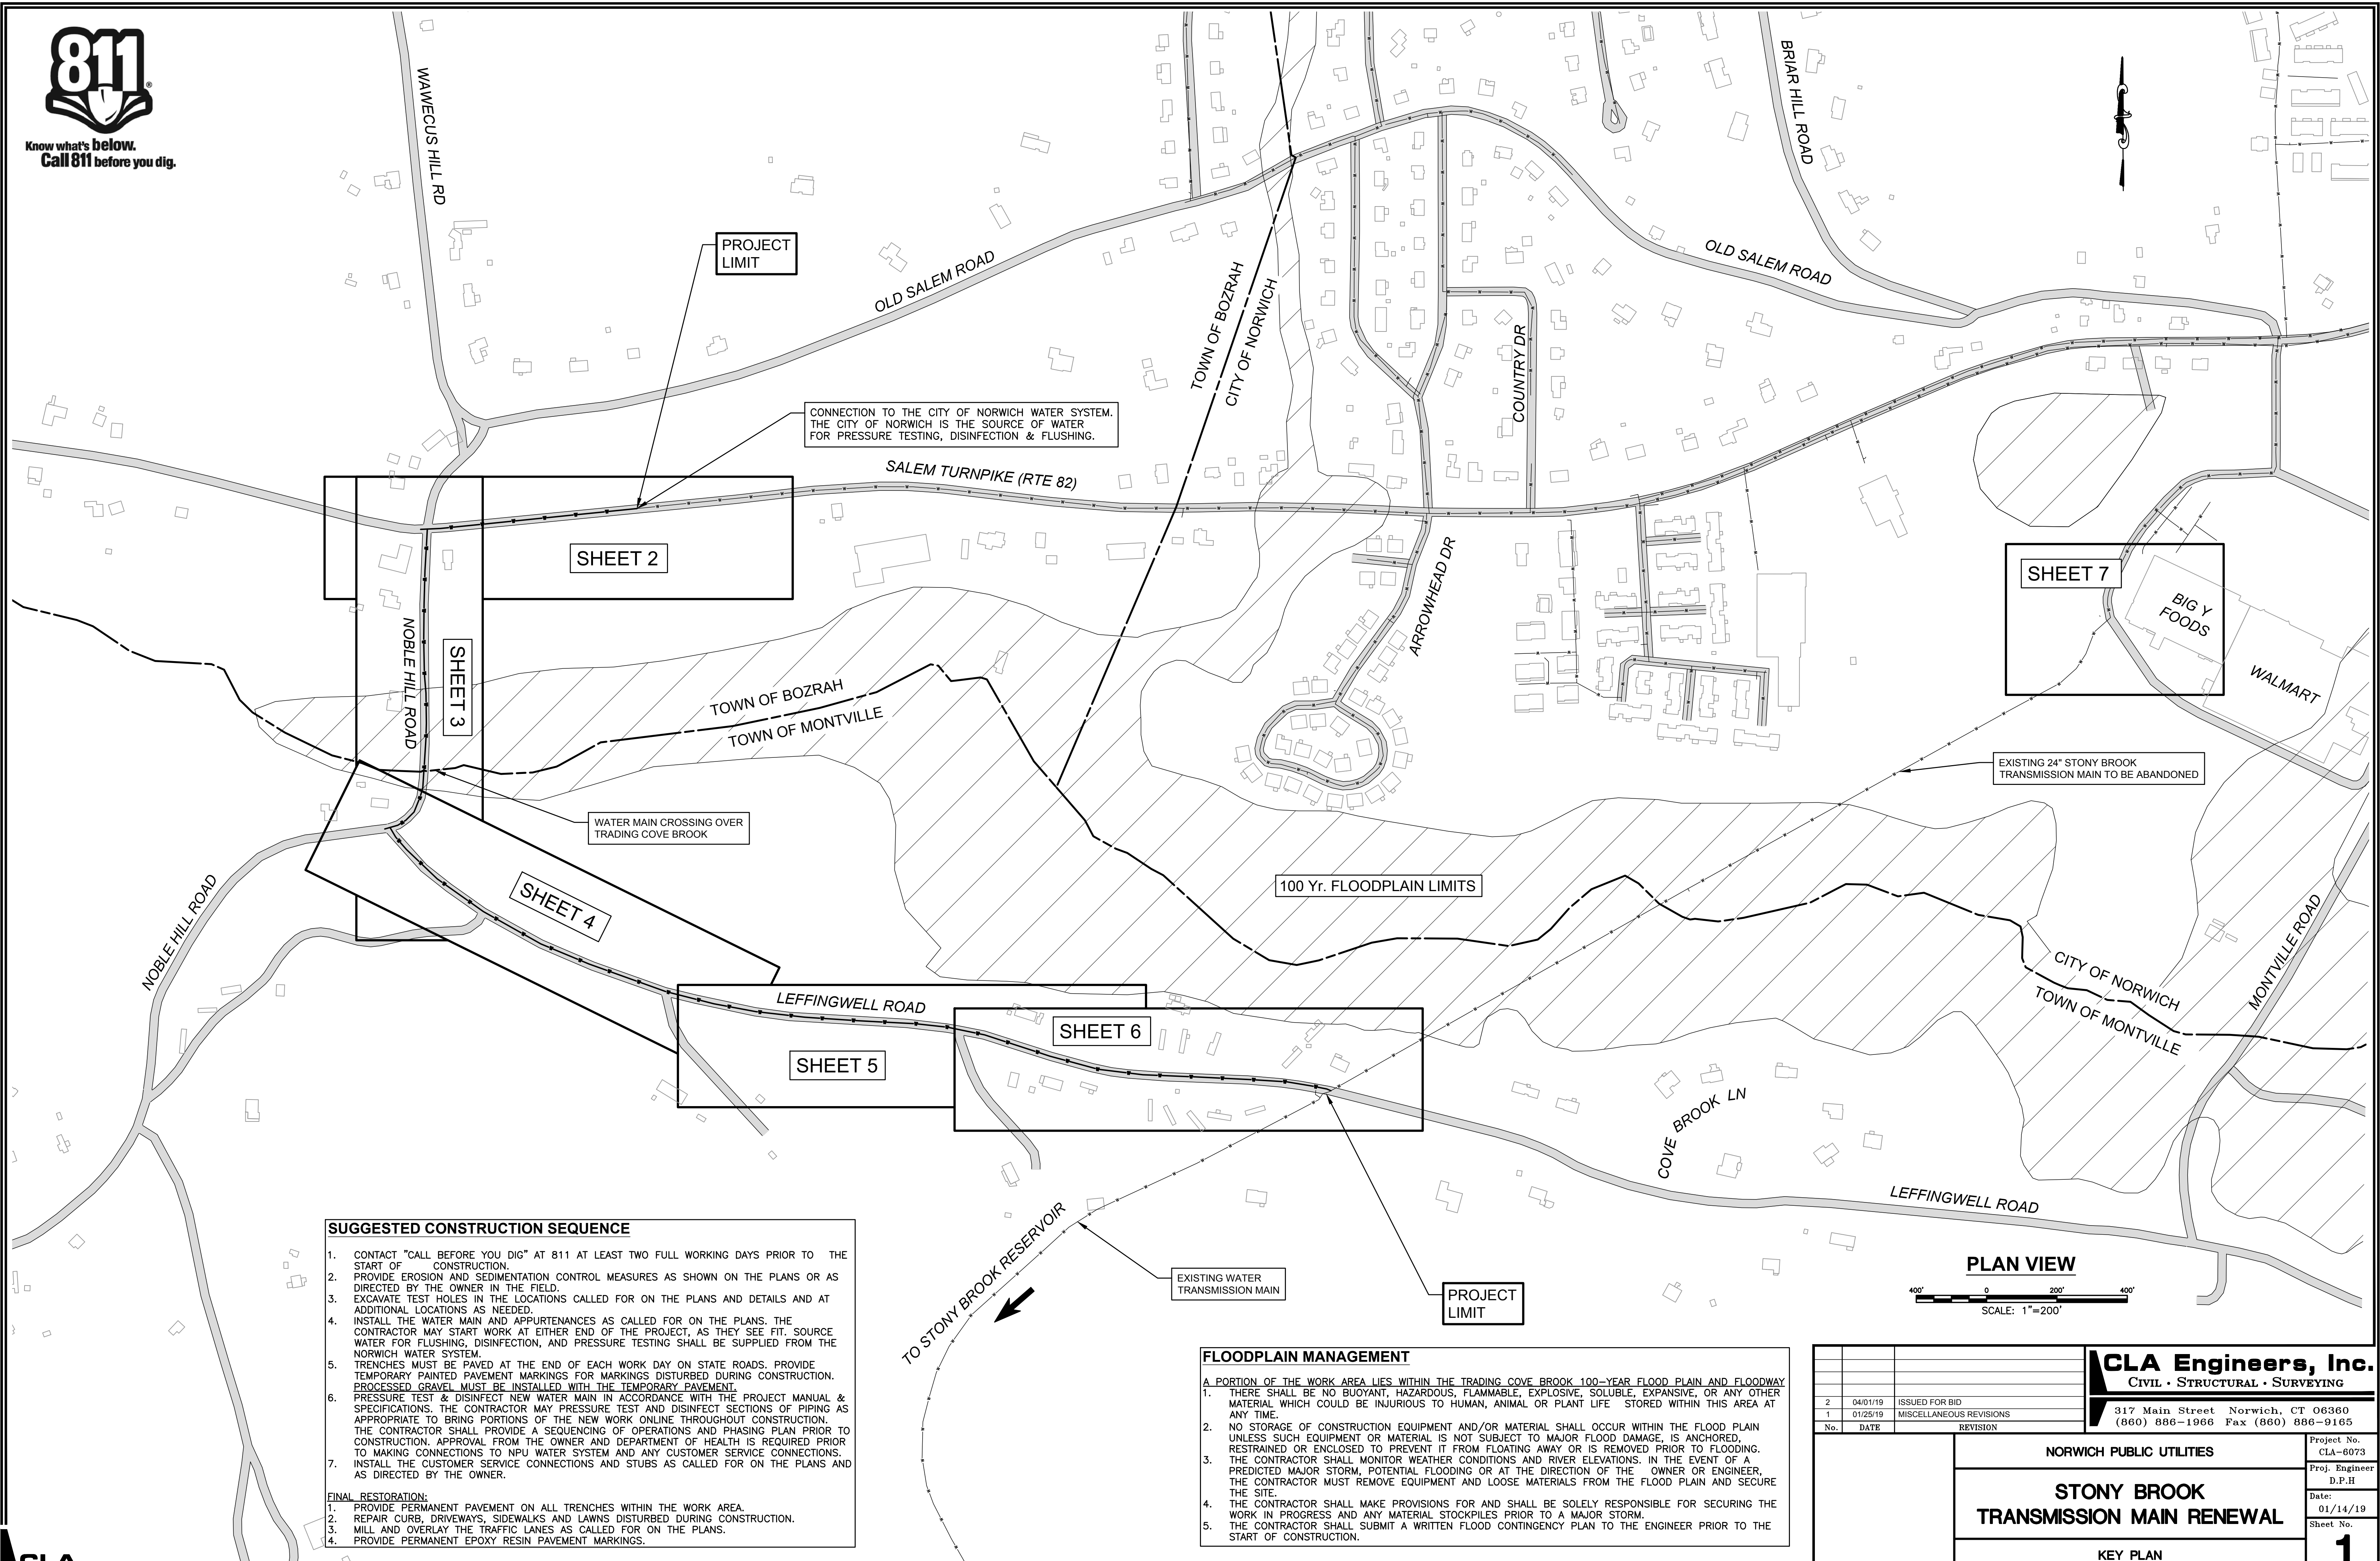 811®
Know what's below.
Call 811 before you dig.
WAWECUS HILL RD
BRIAR HILL ROAD
PROJECT
LIMIT
OLD SALEM ROAD
OLD SALEM ROAD
TOWN OF BOZRAH
CITY OF NORWICH
COUNTRY DR
CONNECTION TO THE CITY OF NORWICH WATER SYSTEM.
THE CITY OF NORWICH IS THE SOURCE OF WATER
FOR PRESSURE TESTING, DISINFECTION & FLUSHING.
SALEM TURNPIKE (RTE 82)
SHEET 2
SHEET 3
NOBLE HILL ROAD
ARROWHEAD DR
SHEET 7
BIG Y
FOODS
WALMART
TOWN OF BOZRAH
TOWN OF MONTVILLE
EXISTING 24" STONY BROOK
TRANSMISSION MAIN TO BE ABANDONED
WATER MAIN CROSSING OVER
TRADING COVE BROOK
100 Yr. FLOODPLAIN LIMITS
SHEET 4
NOBLE HILL ROAD
CITY OF NORWICH
TOWN OF MONTVILLE
MONTVILLE ROAD
LEFFINGWELL ROAD
SHEET 5
SHEET 6
COVE BROOK LN
LEFFINGWELL ROAD
TO STONY BROOK RESERVOIR
EXISTING WATER
TRANSMISSION MAIN
PROJECT
LIMIT
PLAN VIEW
400' 0 200' 400'
SCALE: 1"=200'
SUGGESTED CONSTRUCTION SEQUENCE
1. CONTACT "CALL BEFORE YOU DIG" AT 811 AT LEAST TWO FULL WORKING DAYS PRIOR TO THE
START OF CONSTRUCTION.
2. PROVIDE EROSION AND SEDIMENTATION CONTROL MEASURES AS SHOWN ON THE PLANS OR AS
DIRECTED BY THE OWNER IN THE FIELD.
3. EXCAVATE TEST HOLES IN THE LOCATIONS CALLED FOR ON THE PLANS AND DETAILS AND AT
ADDITIONAL LOCATIONS AS NEEDED.
4. INSTALL THE WATER MAIN AND APPURTENANCES AS CALLED FOR ON THE PLANS. THE
CONTRACTOR MAY START WORK AT EITHER END OF THE PROJECT, AS THEY SEE FIT. SOURCE
WATER FOR FLUSHING, DISINFECTION, AND PRESSURE TESTING SHALL BE SUPPLIED FROM THE
NORWICH WATER SYSTEM.
5. TRENCHES MUST BE PAVED AT THE END OF EACH WORK DAY ON STATE ROADS. PROVIDE
TEMPORARY PAINTED PAVEMENT MARKINGS FOR MARKINGS DISTURBED DURING CONSTRUCTION.
PROCESSED GRAVEL MUST BE INSTALLED WITH THE TEMPORARY PAVEMENT.
6. PRESSURE TEST & DISINFECT NEW WATER MAIN IN ACCORDANCE WITH THE PROJECT MANUAL &
SPECIFICATIONS. THE CONTRACTOR MAY PRESSURE TEST AND DISINFECT SECTIONS OF PIPING AS
APPROPRIATE TO BRING PORTIONS OF THE NEW WORK ONLINE THROUGHOUT CONSTRUCTION.
THE CONTRACTOR SHALL PROVIDE A SEQUENCING OF OPERATIONS AND PHASING PLAN PRIOR TO
CONSTRUCTION. APPROVAL FROM THE OWNER AND DEPARTMENT OF HEALTH IS REQUIRED PRIOR
TO MAKING CONNECTIONS TO NPU WATER SYSTEM AND ANY CUSTOMER SERVICE CONNECTIONS.
7. INSTALL THE CUSTOMER SERVICE CONNECTIONS AND STUBS AS CALLED FOR ON THE PLANS AND
AS DIRECTED BY THE OWNER.
FINAL RESTORATION:
1. PROVIDE PERMANENT PAVEMENT ON ALL TRENCHES WITHIN THE WORK AREA.
2. REPAIR CURB, DRIVEWAYS, SIDEWALKS AND LAWNS DISTURBED DURING CONSTRUCTION.
3. MILL AND OVERLAY THE TRAFFIC LANES AS CALLED FOR ON THE PLANS.
4. PROVIDE PERMANENT EPOXY RESIN PAVEMENT MARKINGS.
FLOODPLAIN MANAGEMENT
A PORTION OF THE WORK AREA LIES WITHIN THE TRADING COVE BROOK 100-YEAR FLOOD PLAIN AND FLOODWAY
1. THERE SHALL BE NO BUOYANT, HAZARDOUS, FLAMMABLE, EXPLOSIVE, SOLUBLE, EXPANSIVE, OR ANY OTHER
MATERIAL WHICH COULD BE INJURIOUS TO HUMAN, ANIMAL OR PLANT LIFE STORED WITHIN THIS AREA AT
ANY TIME.
2. NO STORAGE OF CONSTRUCTION EQUIPMENT AND/OR MATERIAL SHALL OCCUR WITHIN THE FLOOD PLAIN
UNLESS SUCH EQUIPMENT OR MATERIAL IS NOT SUBJECT TO MAJOR FLOOD DAMAGE, IS ANCHORED,
RESTRAINED OR ENCLOSED TO PREVENT IT FROM FLOATING AWAY OR IS REMOVED PRIOR TO FLOODING.
3. THE CONTRACTOR SHALL MONITOR WEATHER CONDITIONS AND RIVER ELEVATIONS. IN THE EVENT OF A
PREDICTED MAJOR STORM, POTENTIAL FLOODING OR AT THE DIRECTION OF THE OWNER OR ENGINEER,
THE CONTRACTOR MUST REMOVE EQUIPMENT AND LOOSE MATERIALS FROM THE FLOOD PLAIN AND SECURE
THE SITE.
4. THE CONTRACTOR SHALL MAKE PROVISIONS FOR AND SHALL BE SOLELY RESPONSIBLE FOR SECURING THE
WORK IN PROGRESS AND ANY MATERIAL STOCKPILES PRIOR TO A MAJOR STORM.
5. THE CONTRACTOR SHALL SUBMIT A WRITTEN FLOOD CONTINGENCY PLAN TO THE ENGINEER PRIOR TO THE
START OF CONSTRUCTION.
2 04/01/19 ISSUED FOR BID
1 01/25/19 MISCELLANEOUS REVISIONS
No. DATE REVISION
CLA Engineers, Inc.
CIVIL • STRUCTURAL • SURVEYING
317 Main Street Norwich, CT 06360
(860) 886-1966 Fax (860) 886-9165
NORWICH PUBLIC UTILITIES
STONY BROOK
TRANSMISSION MAIN RENEWAL
KEY PLAN
Project No.
CLA-6073
Proj. Engineer
D.P.H
Date:
01/14/19
Sheet No.
1
CLA